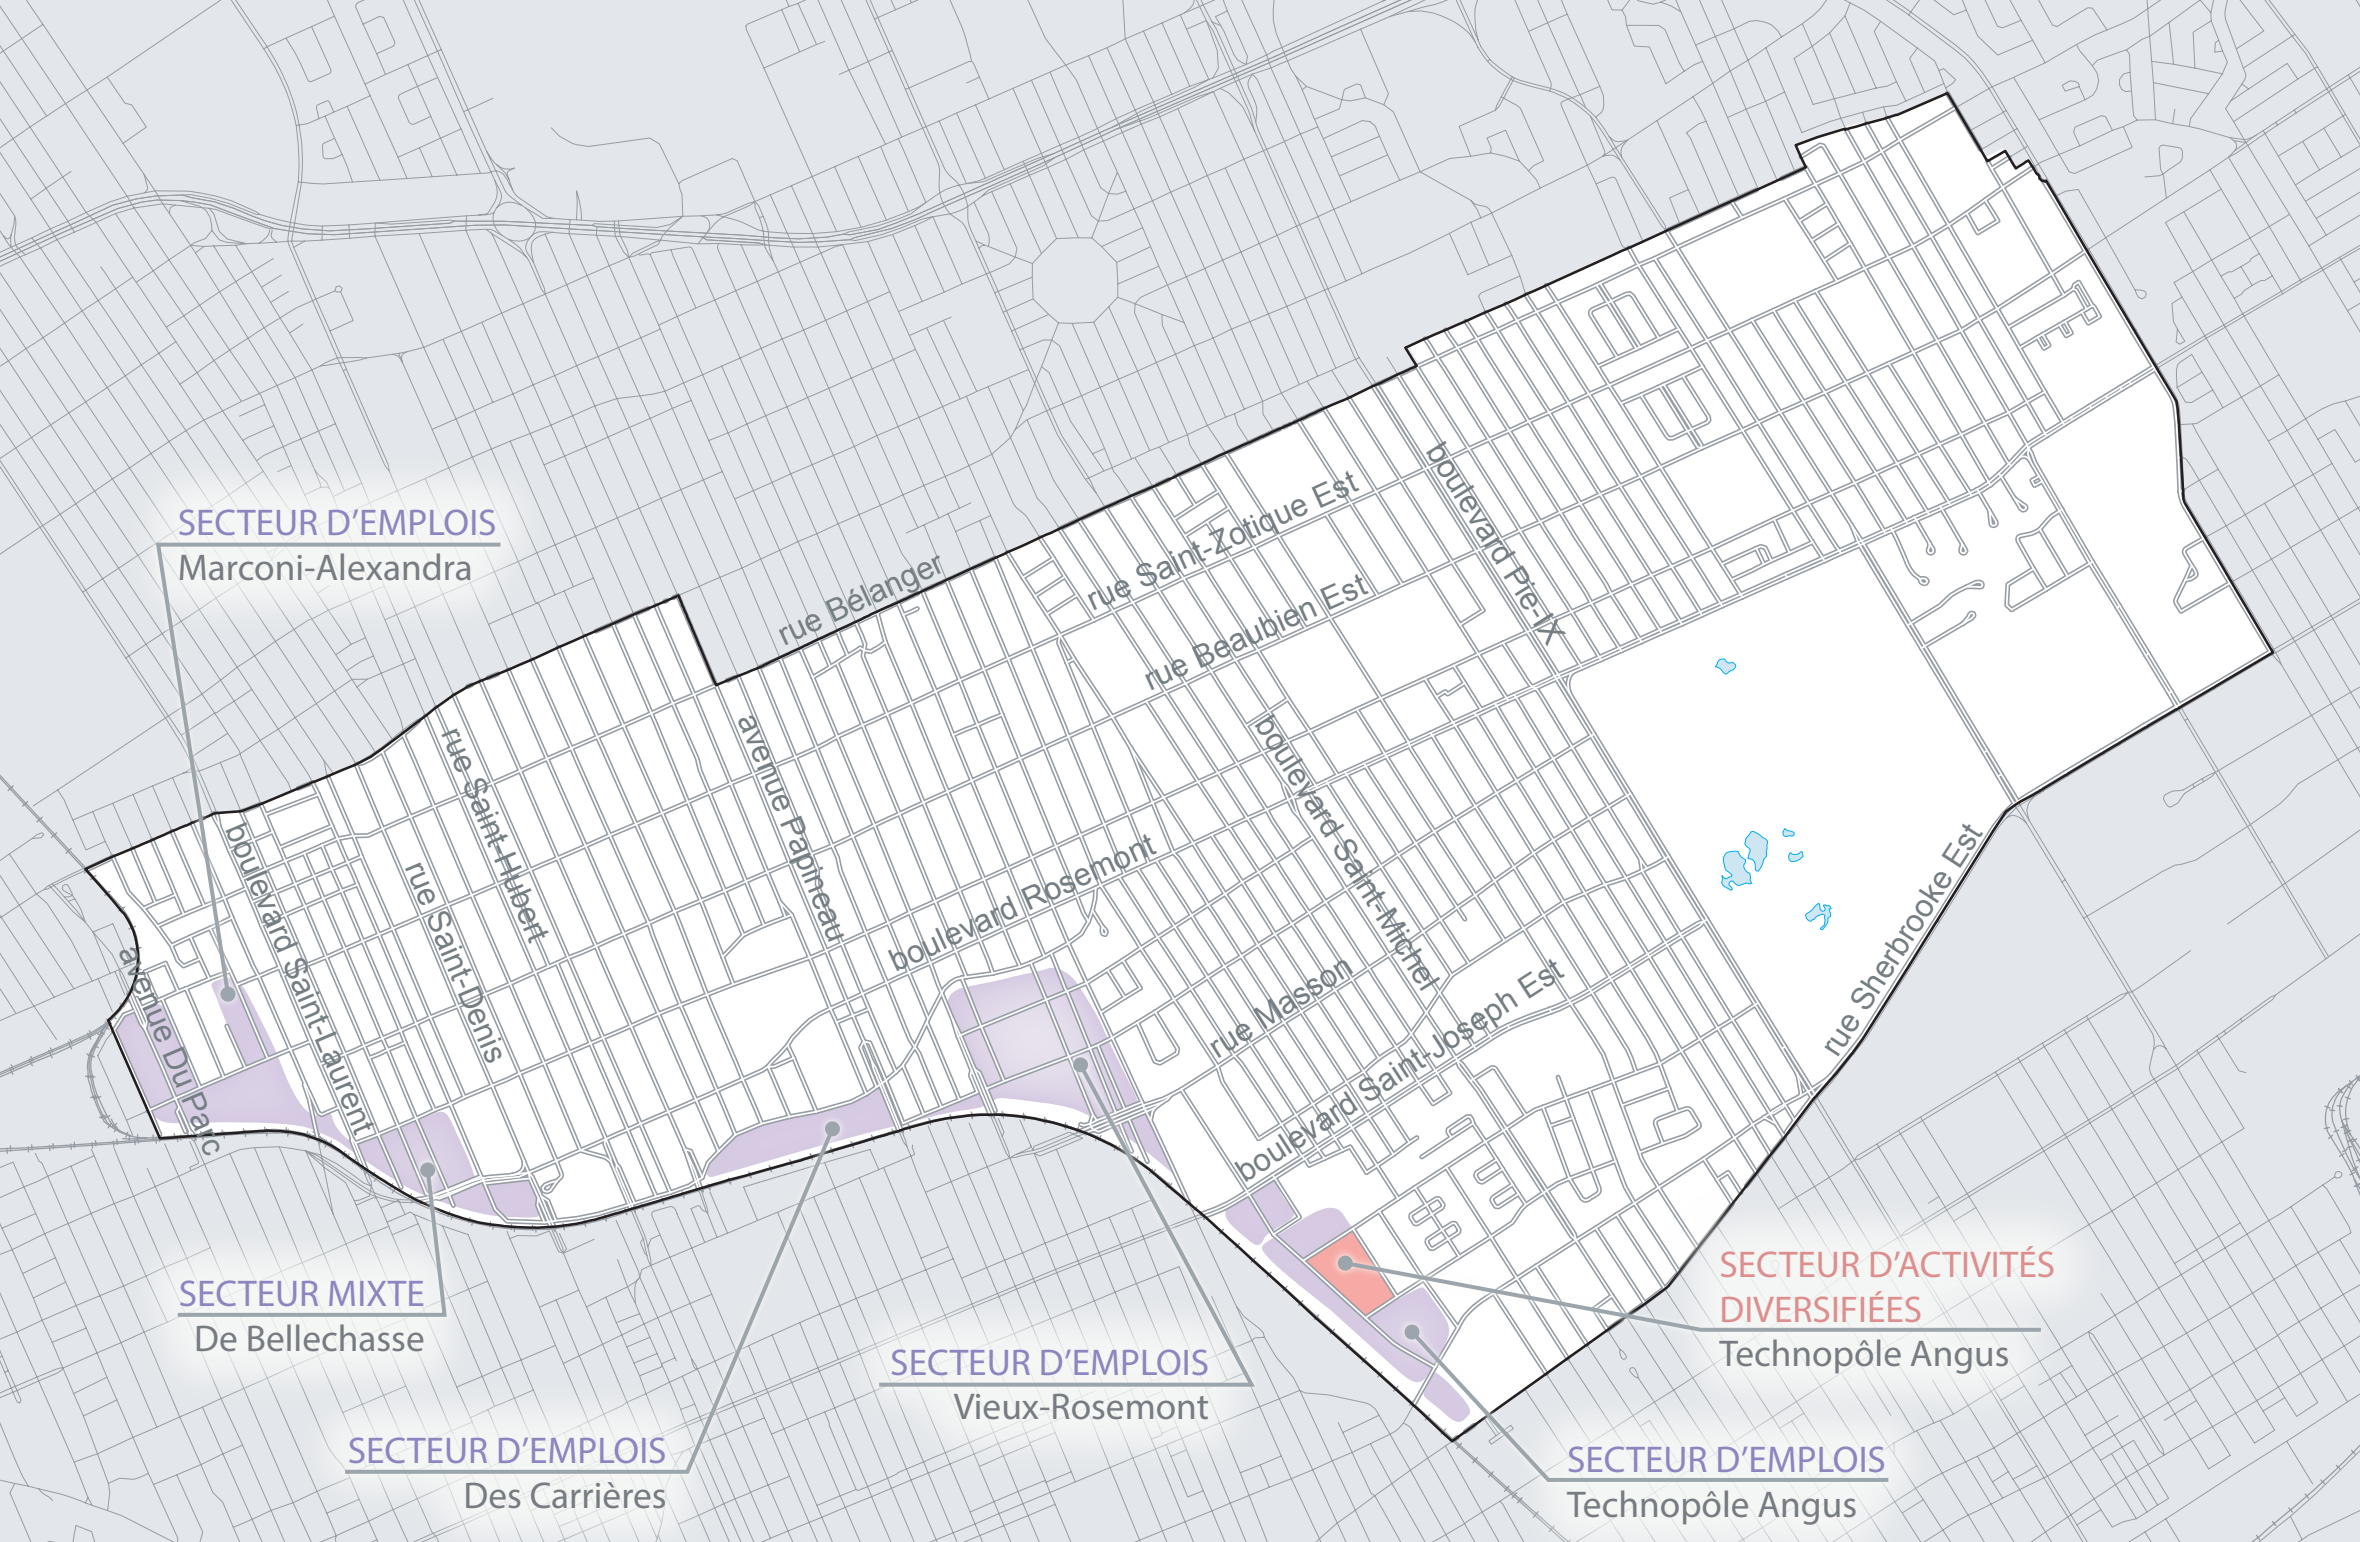 SECTEUR D’EMPLOIS
Marconi-Alexandra
rue Bélanger
rue Saint-Zotique Est
rue Beaubien Est
boulevard Pie-IX
boulevard Saint-Laurent
rue Saint-Denis
rue Saint-Hubert
avenue Papineau
boulevard Rosemont
boulevard Saint-Michel
avenue Du Parc
rue Masson
boulevard Saint-Joseph Est
rue Sherbrooke Est
SECTEUR MIXTE
De Bellechasse
SECTEUR D’EMPLOIS
Des Carrières
SECTEUR D’EMPLOIS
Vieux-Rosemont
SECTEUR D’ACTIVITÉS
DIVERSIFIÉES
Technopôle Angus
SECTEUR D’EMPLOIS
Technopôle Angus